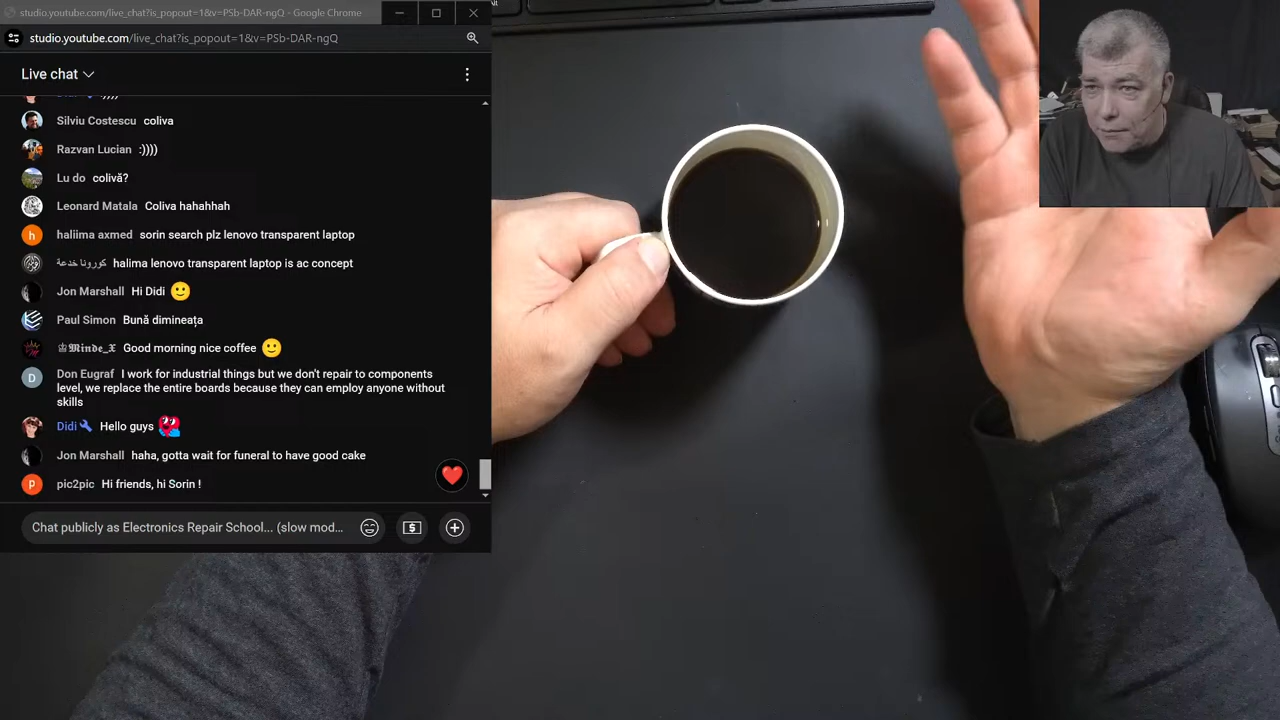 studio.youtube.com/live_chat?is_popout=1&v=PSb-DAR-ngQ - Google Chrome
studio.youtube.com/live_chat?is_popout=1&v=PSb-DAR-ngQ
Live chat
Silviu Costescu coliva
Razvan Lucian :))))
Lu do colivă?
Leonard Matala Coliva hahahhah
haliima axmed sorin search plz lenovo transparent laptop
كورونا خدعة halima lenovo transparent laptop is ac concept
Jon Marshall Hi Didi 🙂
Paul Simon Bună dimineața
♔𝕸𝖎𝖓𝖉𝖊_𝖃 Good morning nice coffee 🙂
Don Eugraf I work for industrial things but we don't repair to components
level, we replace the entire boards because they can employ anyone without
skills
Didi Hello guys
Jon Marshall haha, gotta wait for funeral to have good cake
pic2pic Hi friends, hi Sorin !
Chat publicly as Electronics Repair School... (slow mod...